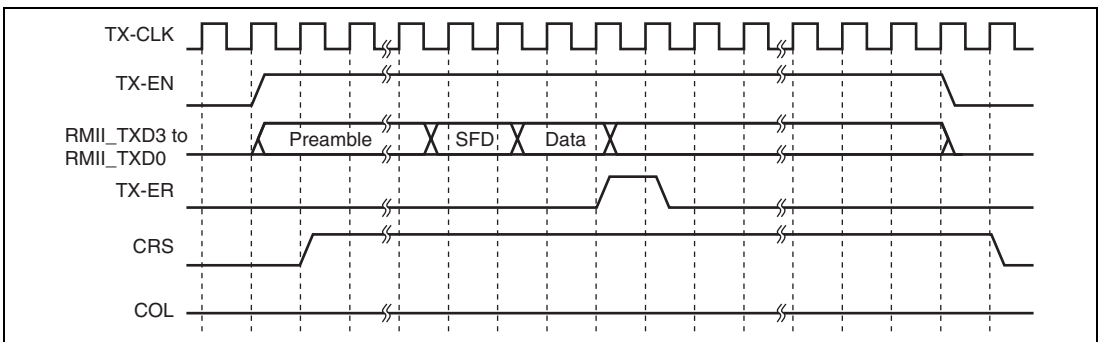 TX-CLK
TX-EN
RMII_TXD3 to
RMII_TXD0
Preamble
SFD
Data
TX-ER
CRS
COL